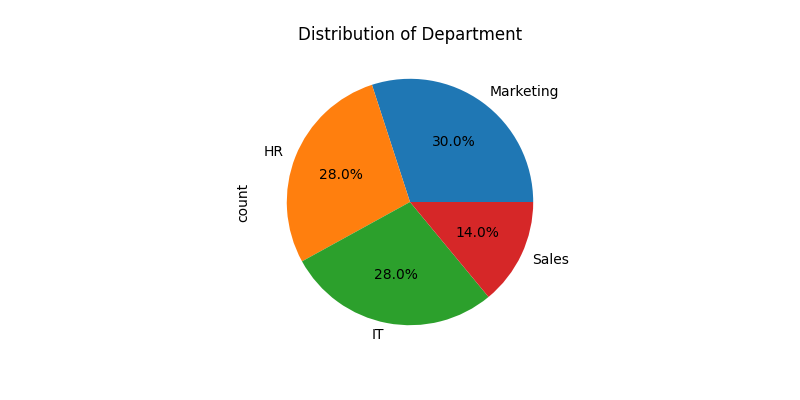 Distribution of Department
Marketing
HR
30.0%
28.0%
count
14.0%
Sales
28.0%
IT